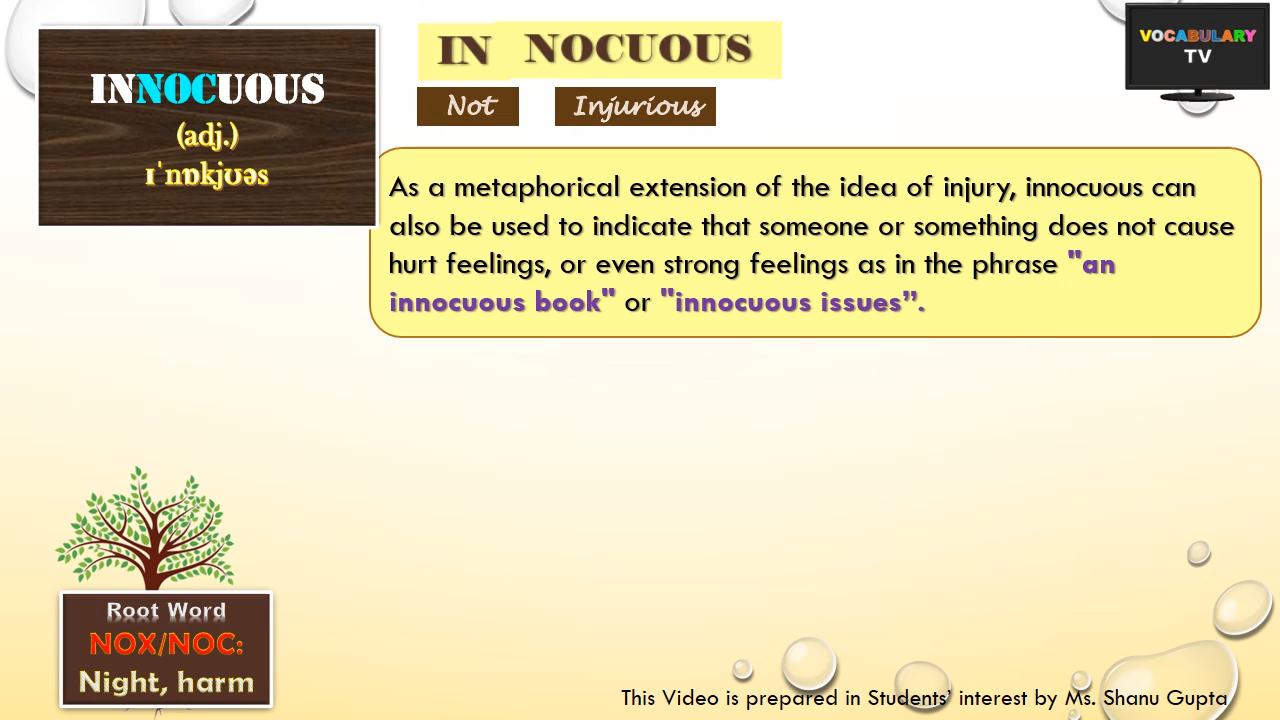 INNOCUOUS
(adj.)
ɪˈnɒkjʊəs
IN NOCUOUS
Not Injurious
VOCABULARY
TV
As a metaphorical extension of the idea of injury, innocuous can
also be used to indicate that someone or something does not cause
hurt feelings, or even strong feelings as in the phrase "an
innocuous book" or "innocuous issues”.
Root Word
NOX/NOC:
Night, harm
This Video is prepared in Students’ interest by Ms. Shanu Gupta